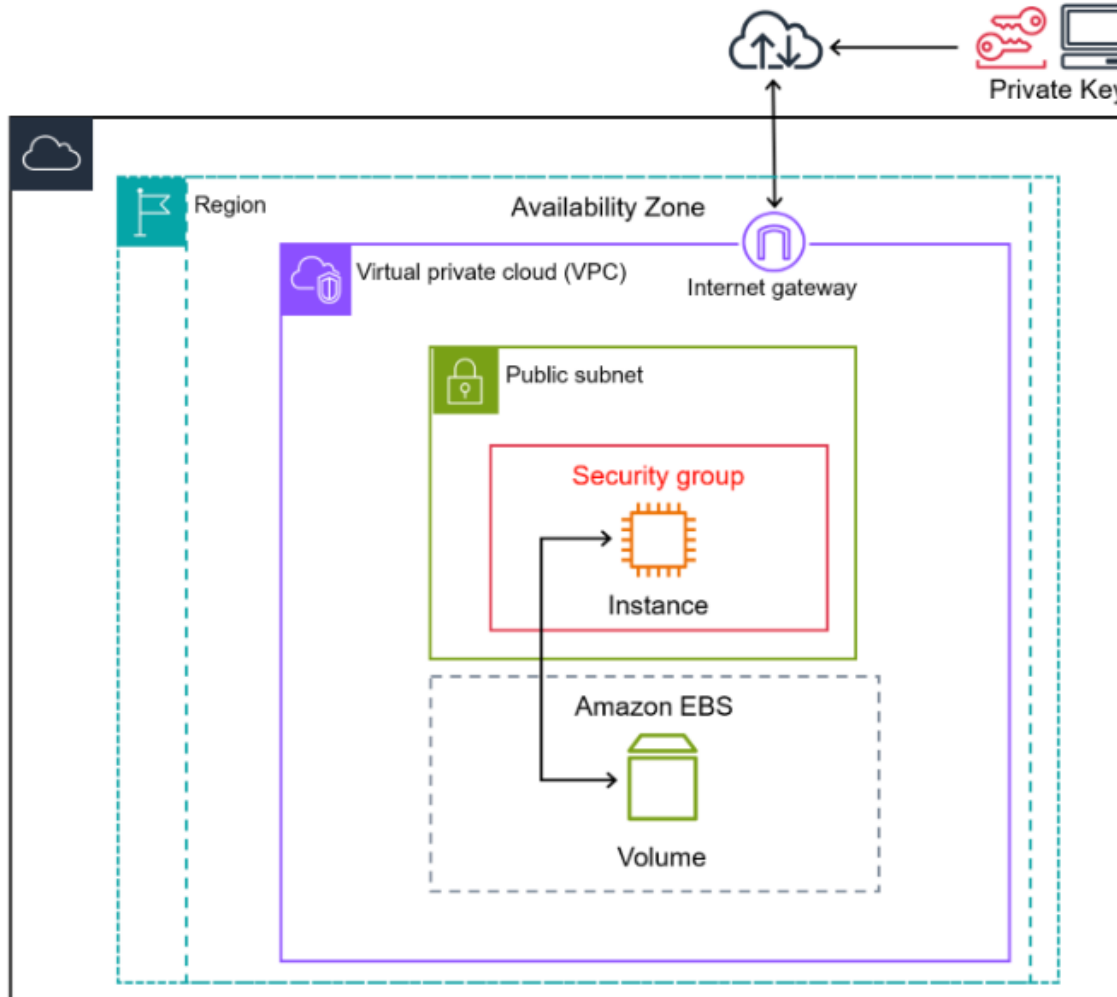 Private Key
Region
Availability Zone
Virtual private cloud (VPC)
Internet gateway
Public subnet
Security group
Instance
Amazon EBS
Volume